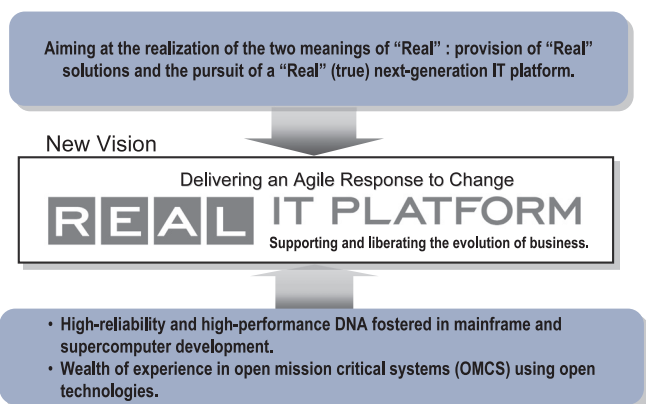 Aiming at the realization of the two meanings of “Real” : provision of “Real”
solutions and the pursuit of a “Real” (true) next-generation IT platform.
New Vision
Delivering an Agile Response to Change
REAL IT PLATFORM
Supporting and liberating the evolution of business.
・High-reliability and high-performance DNA fostered in mainframe and
supercomputer development.
・Wealth of experience in open mission critical systems (OMCS) using open
technologies.